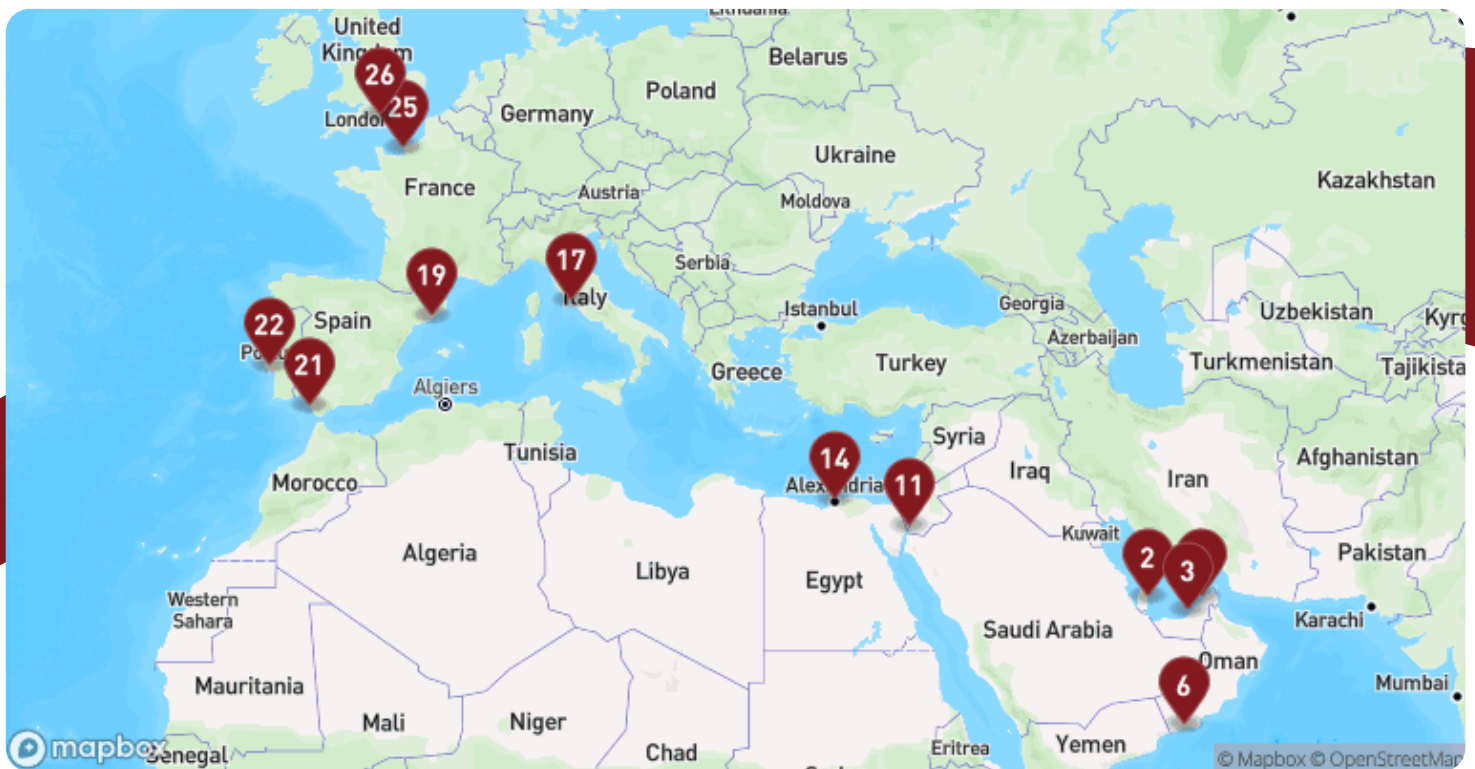 Lithuania
United
Kingdom
Belarus
26
Poland
25
Germany
London
Ukraine
France
Kazakhstan
Austria
Moldova
17
Serbia
19
Italy
Georgia
Istanbul
Uzbekistan
22
Spain
Azerbaijan
21
Turkey
Turkmenistan
Tajikista
Greece
Algiers
Syria
14
Tunisia
Afghanistan
Iraq
Iran
Morocco
Alexandria
11
Kuwait
Algeria
2
3
Pakistan
Libya
Egypt
Western
Sahara
Karachi
Saudi Arabia
Oman
Mauritania
6
Mumbai
Mali
Niger
Yemen
mapbox
Senegal
Chad
Eritrea
© Mapbox © OpenStreetMap